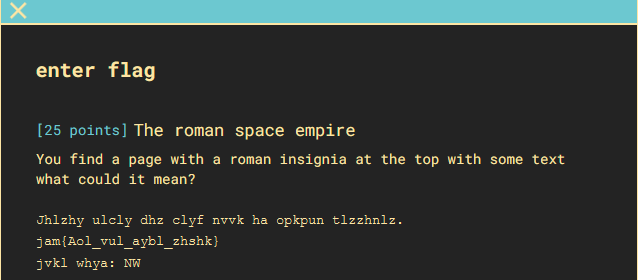 enter flag
[25 points] The roman space empire
You find a page with a roman insignia at the top with some text
what could it mean?
Jhlzhy ulcly dhz clyf nvvk ha opkpun tlzzhnlz.
jam{Aol_vul_aybl_zhshk}
jvkl whya: NW